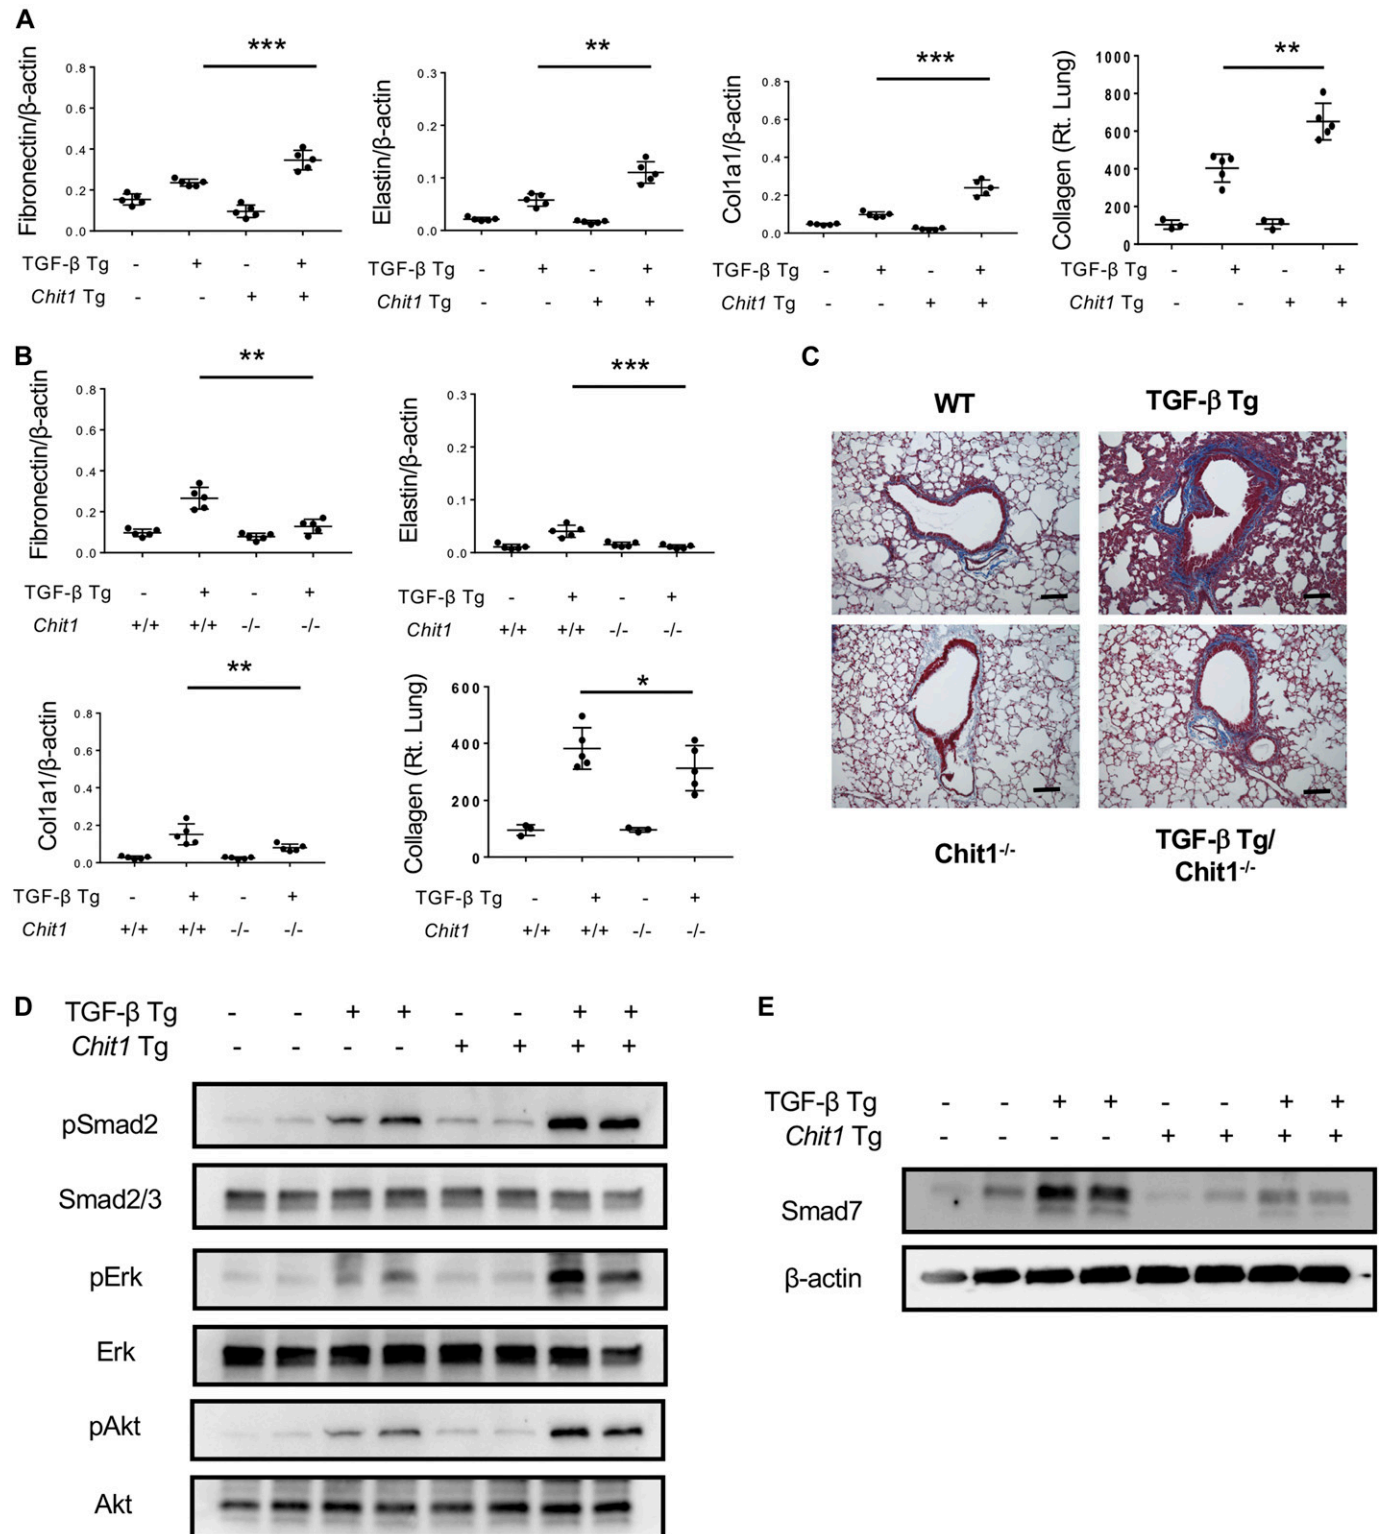 A
***
Fibronectin/β-actin
0.8
0.6
0.4
0.2
0.0
TGF-β Tg - + - +
Chit1 Tg - - + +
**
Elastin/β-actin
0.3
0.2
0.1
0.0
TGF-β Tg - + - +
Chit1 Tg - - + +
***
Col1a1/β-actin
0.8
0.6
0.4
0.2
0.0
TGF-β Tg - + - +
Chit1 Tg - - + +
**
Collagen (Rt. Lung)
1000
800
600
400
200
0
TGF-β Tg - + - +
Chit1 Tg - - + +
B
**
Fibronectin/β-actin
0.8
0.6
0.4
0.2
0.0
TGF-β Tg - + - +
Chit1 +/+ +/+ -/- -/-
***
Elastin/β-actin
0.3
0.2
0.1
0.0
TGF-β Tg - + - +
Chit1 +/+ +/+ -/- -/-
**
Col1a1/β-actin
0.8
0.6
0.4
0.2
0.0
TGF-β Tg - + - +
Chit1 +/+ +/+ -/- -/-
*
Collagen (Rt. Lung)
600
400
200
0
TGF-β Tg - + - +
Chit1 +/+ +/+ -/- -/-
C
WT
TGF-β Tg
Chit1-/-
TGF-β Tg/
Chit1-/-
D
TGF-β Tg - - + + - - + +
Chit1 Tg - - - - + + + +
pSmad2
Smad2/3
pErk
Erk
pAkt
Akt
E
TGF-β Tg - - + + - - + +
Chit1 Tg - - - - + + + +
Smad7
β-actin